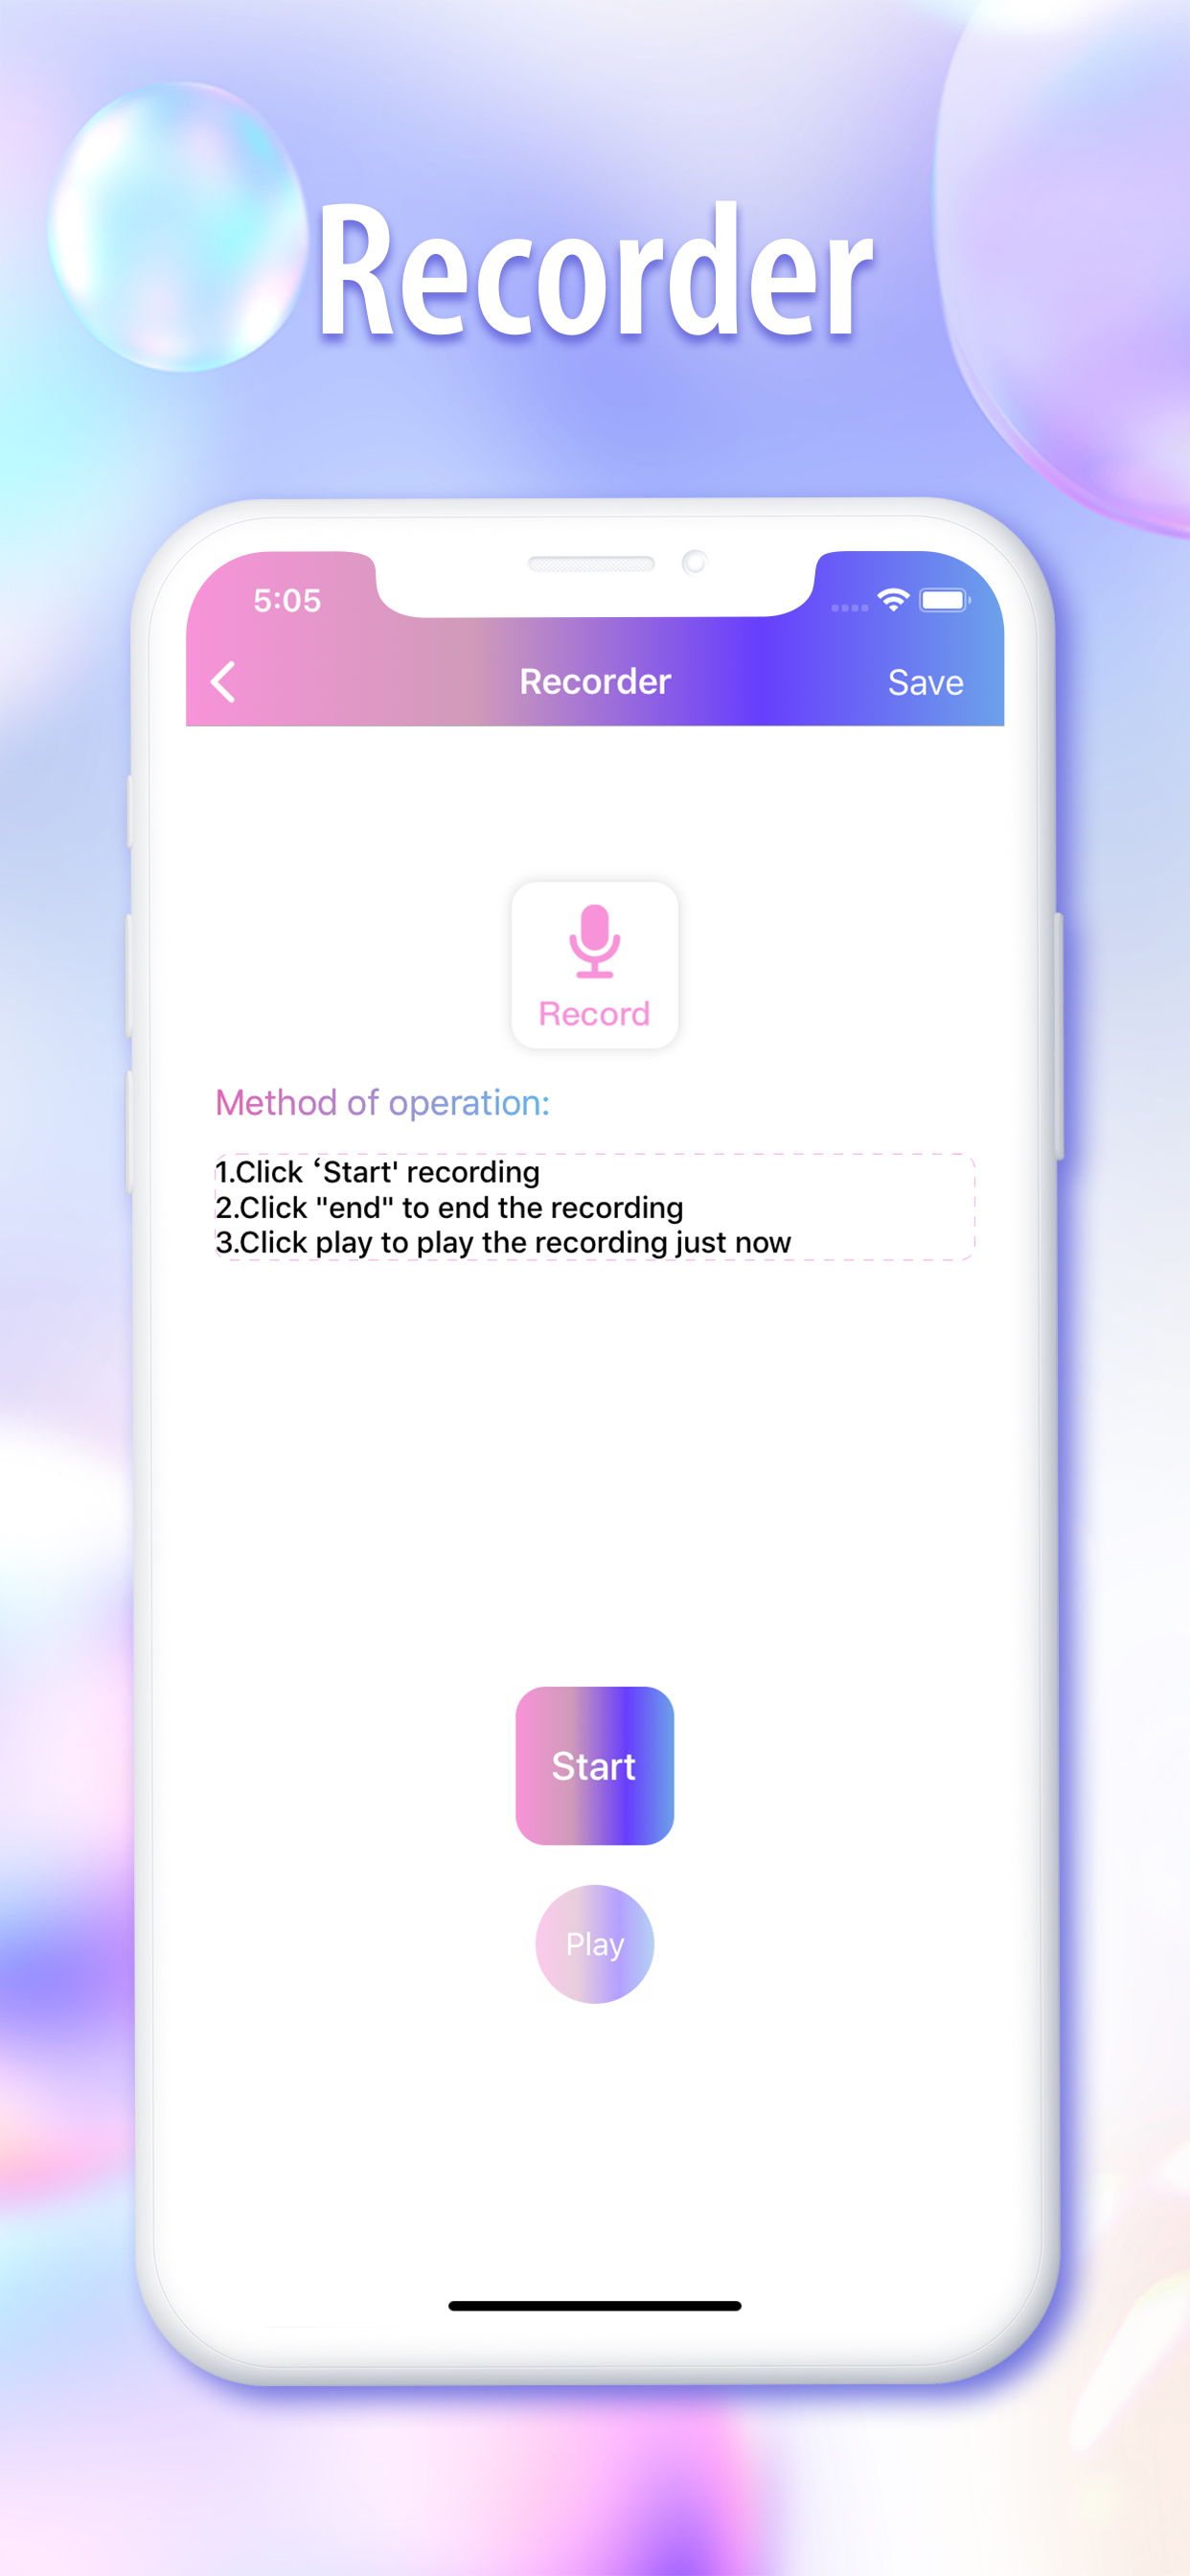 Recorder
5:05
Recorder
Save
Record
Method of operation:
1.Click ‘Start' recording
2.Click "end" to end the recording
3.Click play to play the recording just now
Start
Play